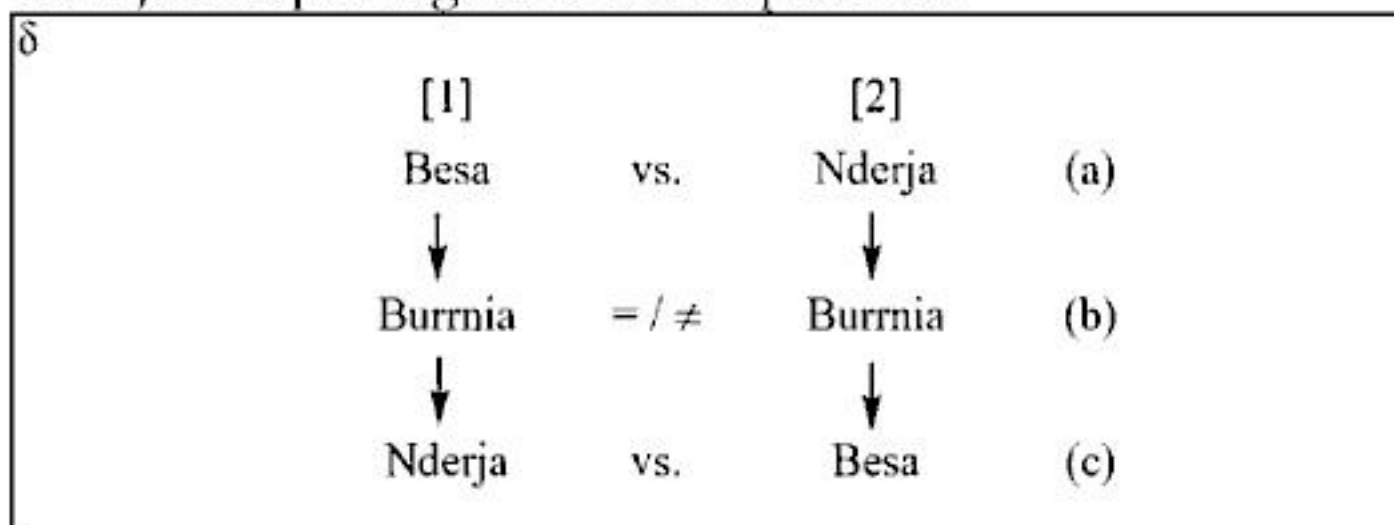 δ
[1] [2]
Besa vs. Nderja (a)
Burrnia = / ≠ Burrnia (b)
Nderja vs. Besa (c)